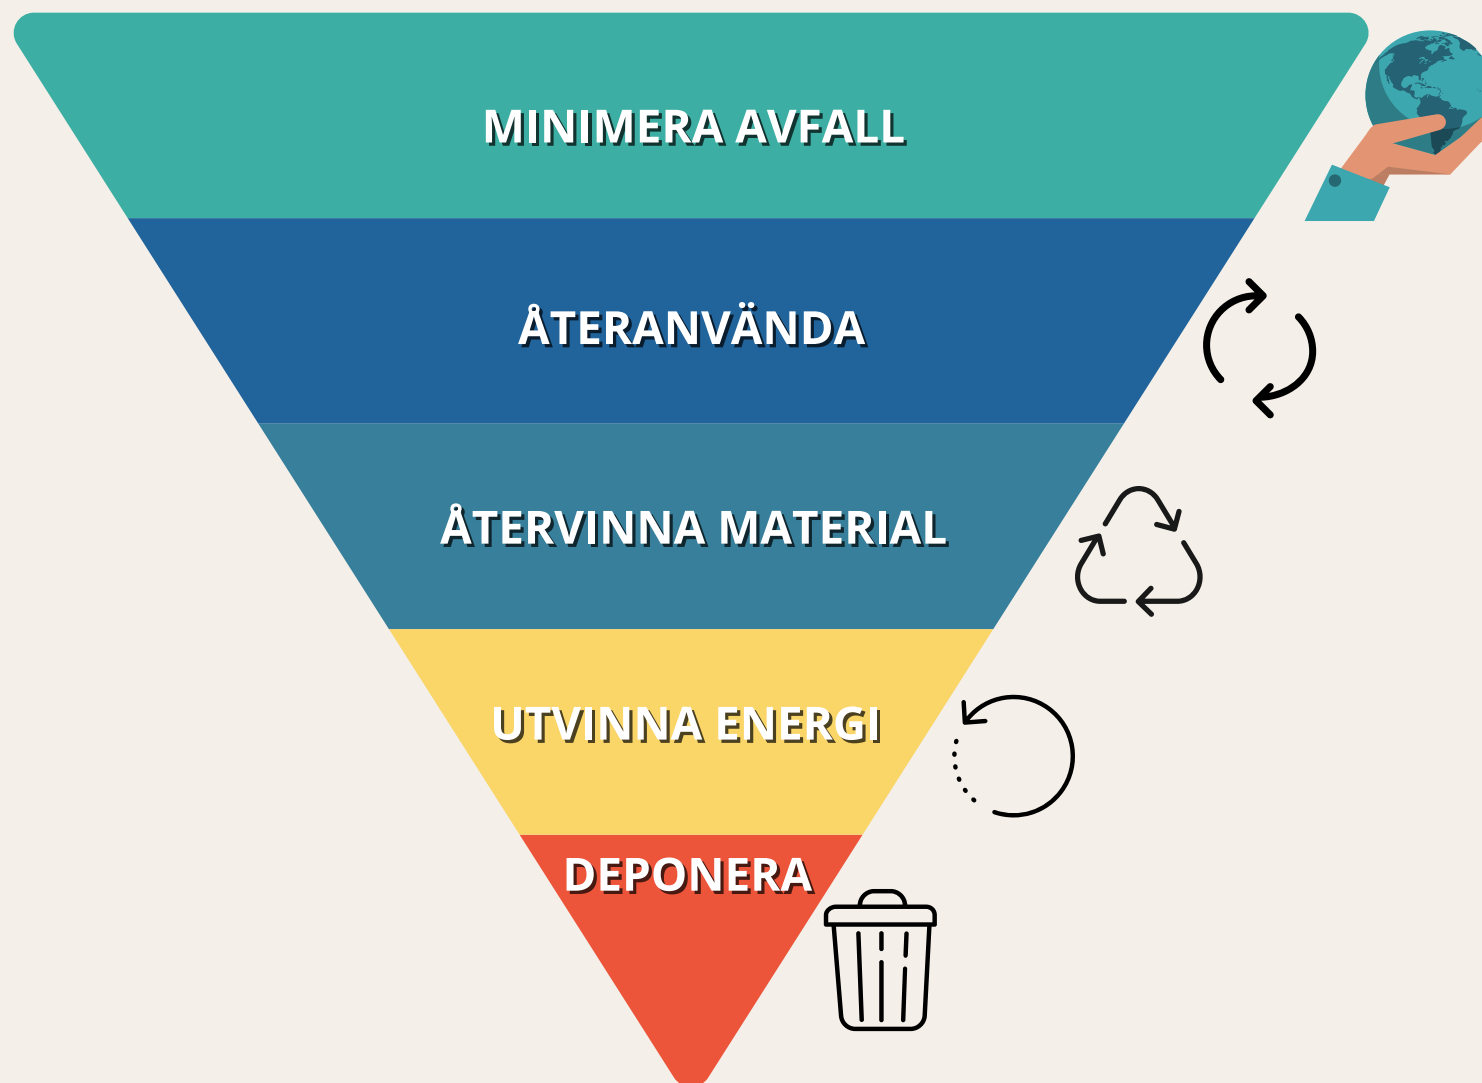 MINIMERA AVFALL
ÅTERANVÄNDA
ÅTERVINNA MATERIAL
UTVINNA ENERGI
DEPONERA